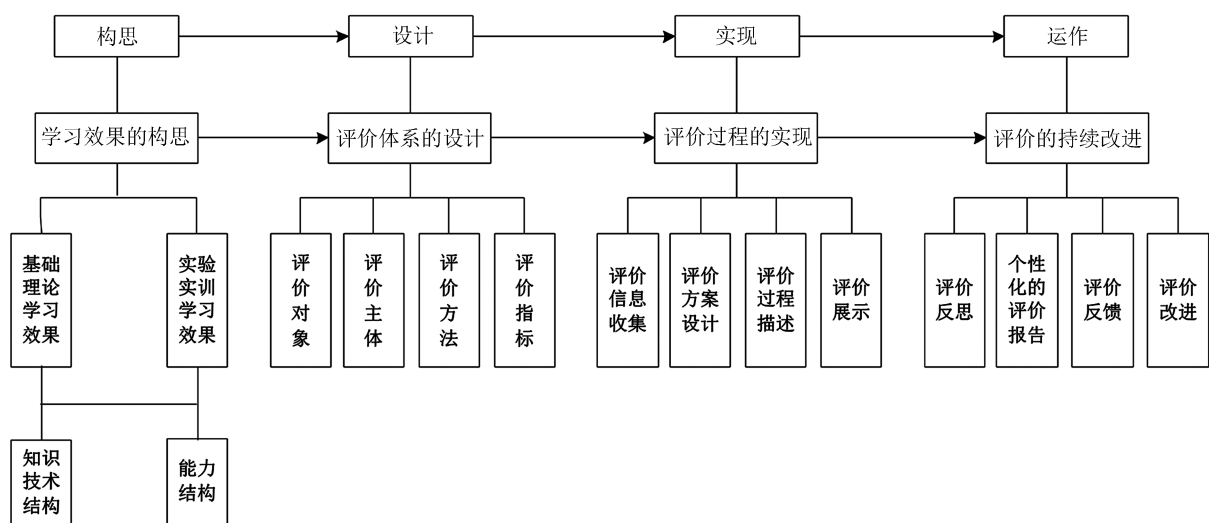 构思
设计
实现
运作
学习效果的构思
评价体系的设计
评价过程的实现
评价的持续改进
基础
理论
学习
效果
实验
实训
学习
效果
评
价
对
象
评
价
主
体
评
价
方
法
评
价
指
标
评价
信息
收集
评价
方案
设计
评价
过程
描述
评价
展示
评价
反思
个性
化的
评价
报告
评价
反馈
评价
改进
知识
技术
结构
能力
结构